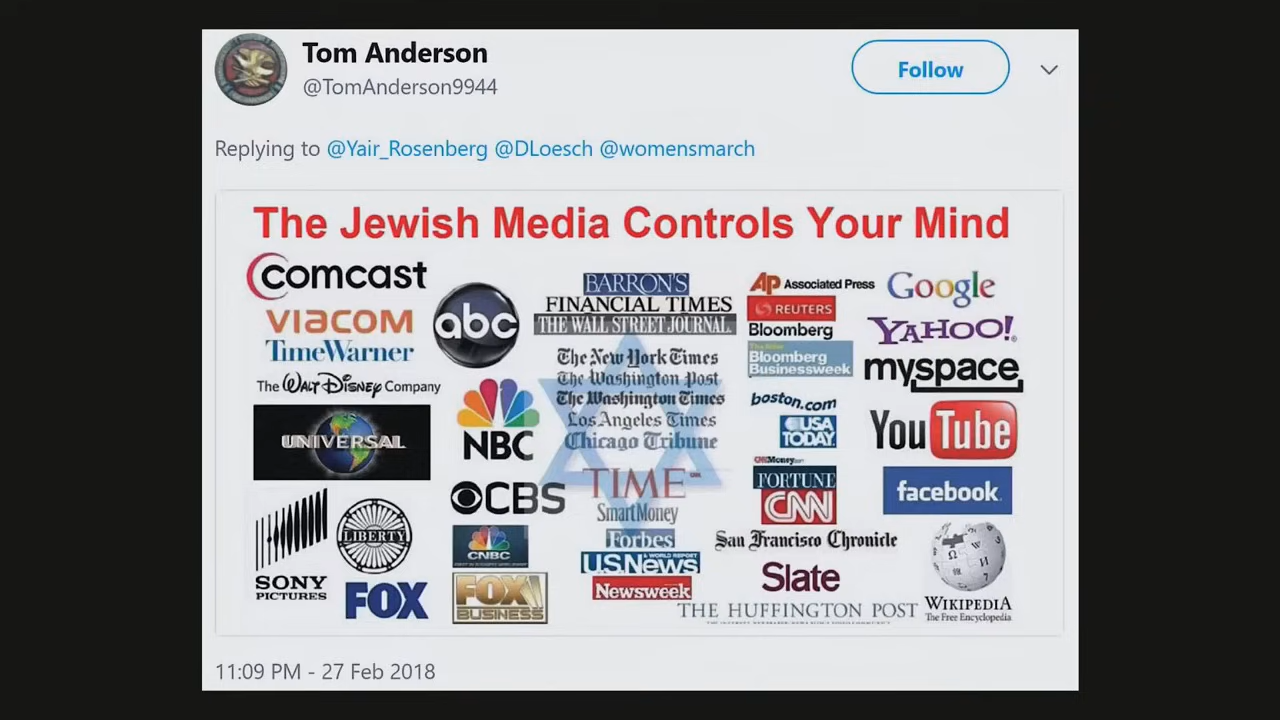 Tom Anderson
@TomAnderson9944
Follow
Replying to @Yair_Rosenberg @DLoesch @womensmarch
The Jewish Media Controls Your Mind
comcast
VIACOM
TimeWarner
The WALT DISNEY Company
UNIVERSAL
SONY
PICTURES
LIBERTY
FOX
abc
NBC
CBS
CNBC
FOX
BUSINESS
BARRON'S
FINANCIAL TIMES
THE WALL STREET JOURNAL.
The New York Times
The Washington Post
The Washington Times
Los Angeles Times
Chicago Tribune
TIME
SmartMoney
Forbes
U.S.News
& WORLD REPORT
Newsweek
AP Associated Press
REUTERS
Bloomberg
Bloomberg
Businessweek
boston.com
USA
TODAY
CNNMoney.com
FORTUNE
CNN
San Francisco Chronicle
Slate
THE HUFFINGTON POST
Google
YAHOO!
myspace
YouTube
facebook
WIKIPEDIA
The Free Encyclopedia
11:09 PM - 27 Feb 2018